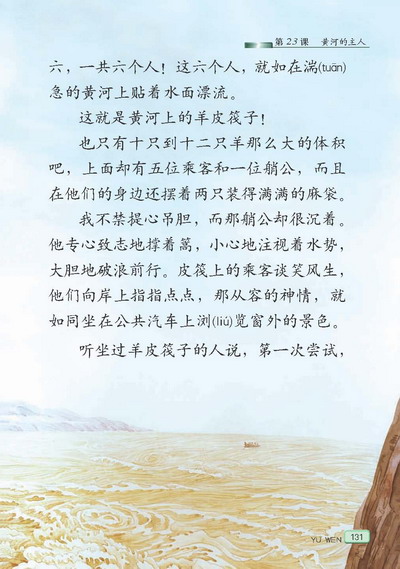 第23课 黄河的主人
六，一共六个人！这六个人，就如在湍(tuān)
急的黄河上贴着水面漂流。
这就是黄河上的羊皮筏子！
也只有十只到十二只羊那么大的体积
吧，上面却有五位乘客和一位艄公，而且
在他们的身边还摆着两只装得满满的麻袋。
我不禁提心吊胆，而那艄公却很沉着。
他专心致志地撑着篙，小心地注视着水势，
大胆地破浪前行。皮筏上的乘客谈笑风生，
他们向岸上指指点点，那从容的神情，就
如同坐在公共汽车上浏(liú)览窗外的景色。
听坐过羊皮筏子的人说，第一次尝试，
YU WEN 131